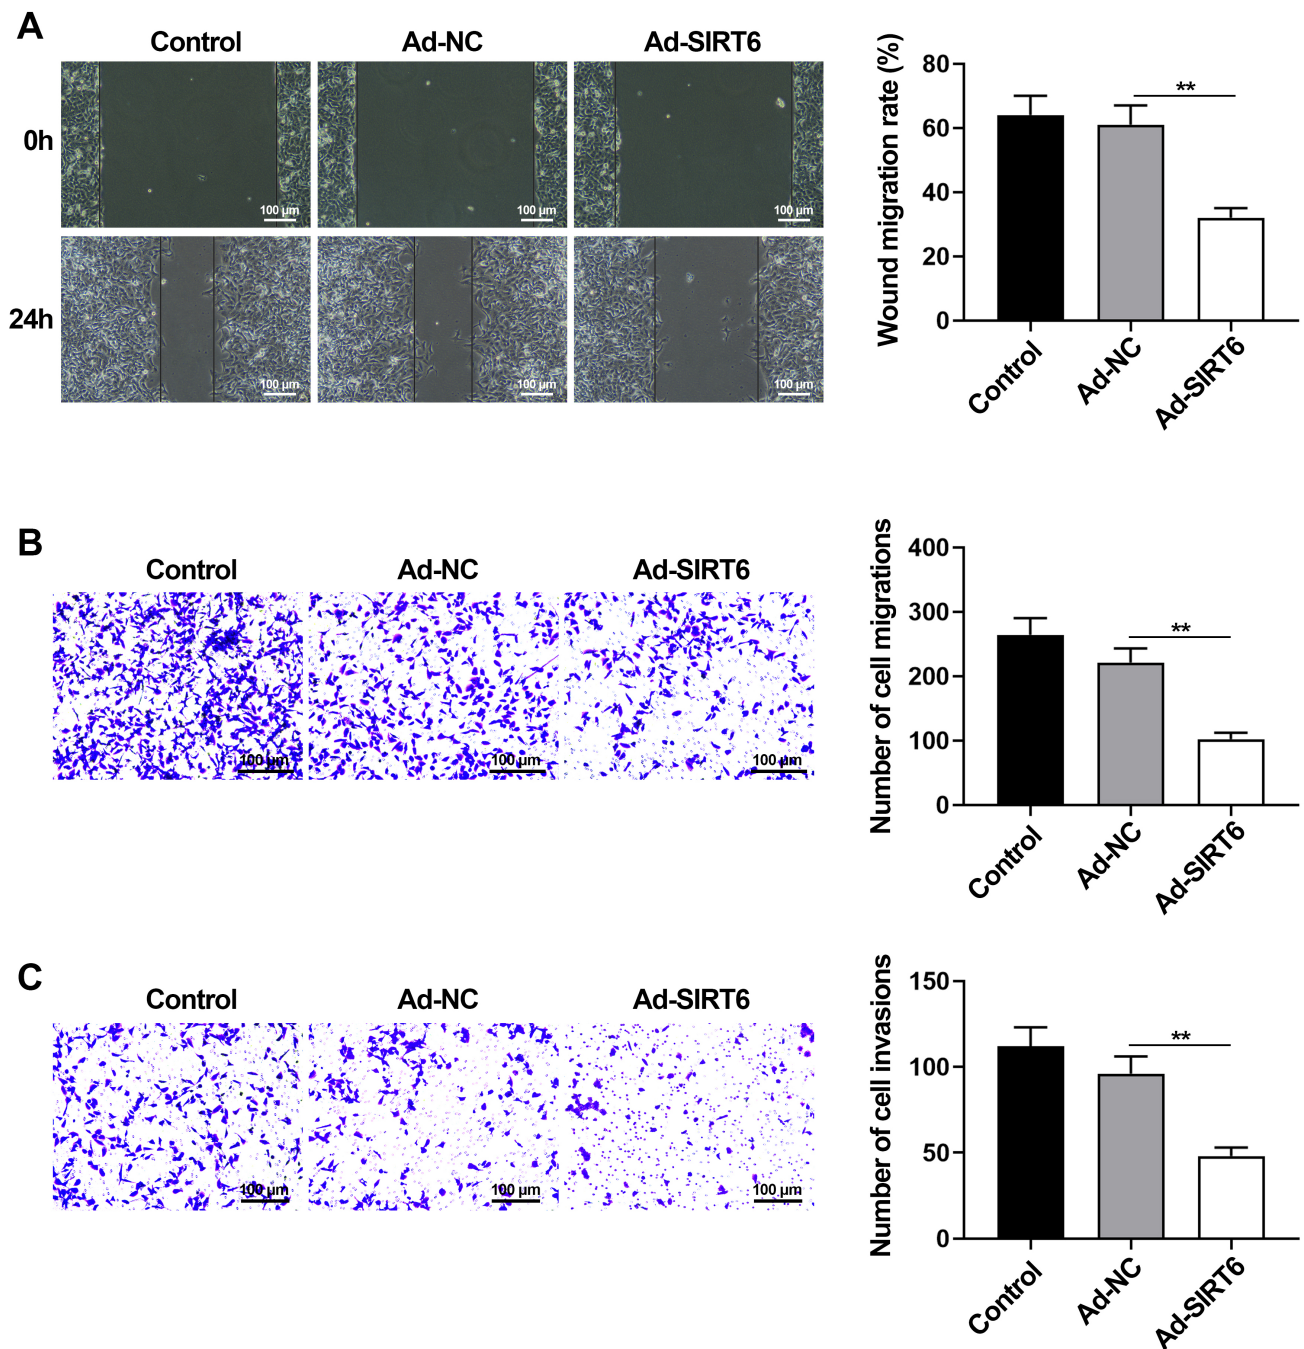 A
Control
Ad-NC
Ad-SIRT6
0h
100 µm
100 µm
100 µm
24h
100 µm
100 µm
100 µm
Wound migration rate (%)
80
60
40
20
0
**
Control
Ad-NC
Ad-SIRT6
B
Control
Ad-NC
Ad-SIRT6
100 µm
100 µm
100 µm
Number of cell migrations
400
300
200
100
0
**
Control
Ad-NC
Ad-SIRT6
C
Control
Ad-NC
Ad-SIRT6
100 µm
100 µm
100 µm
Number of cell invasions
150
100
50
0
**
Control
Ad-NC
Ad-SIRT6